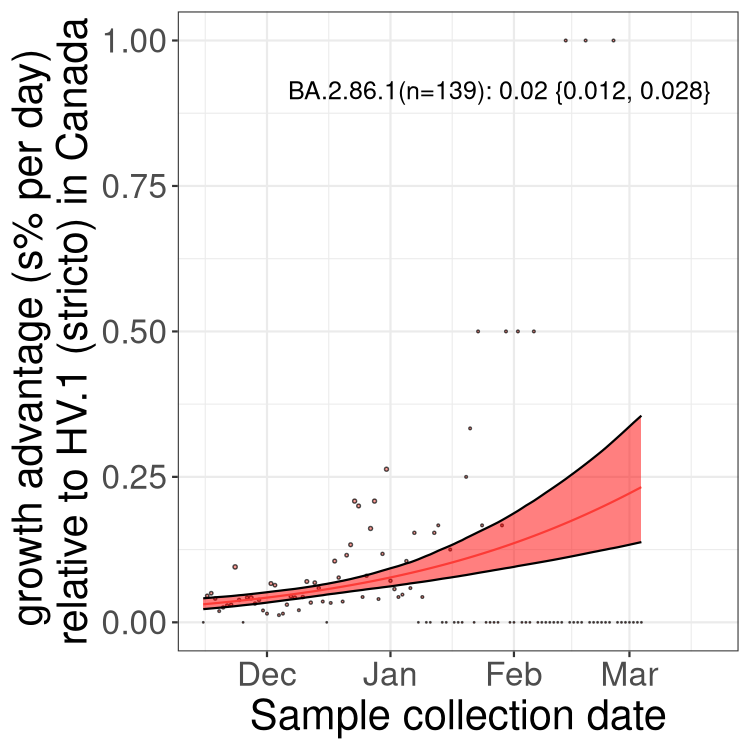 growth advantage (s% per day)
relative to HV.1 (stricto) in Canada
1.00
BA.2.86.1(n=139): 0.02 {0.012, 0.028}
0.75
0.50
0.25
0.00
Dec Jan Feb Mar
Sample collection date